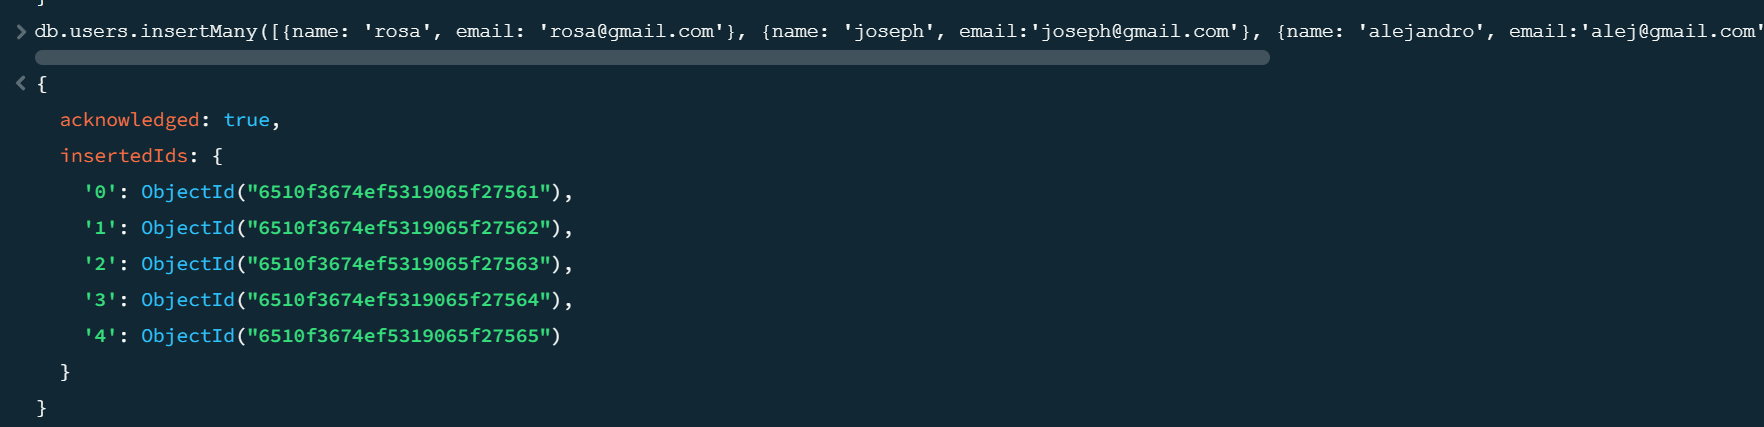 }
> db.users.insertMany([{name: 'rosa', email: 'rosa@gmail.com'}, {name: 'joseph', email:'joseph@gmail.com'}, {name: 'alejandro', email:'alej@gmail.com'
< {
acknowledged: true,
insertedIds: {
'0': ObjectId("6510f3674ef5319065f27561"),
'1': ObjectId("6510f3674ef5319065f27562"),
'2': ObjectId("6510f3674ef5319065f27563"),
'3': ObjectId("6510f3674ef5319065f27564"),
'4': ObjectId("6510f3674ef5319065f27565")
}
}